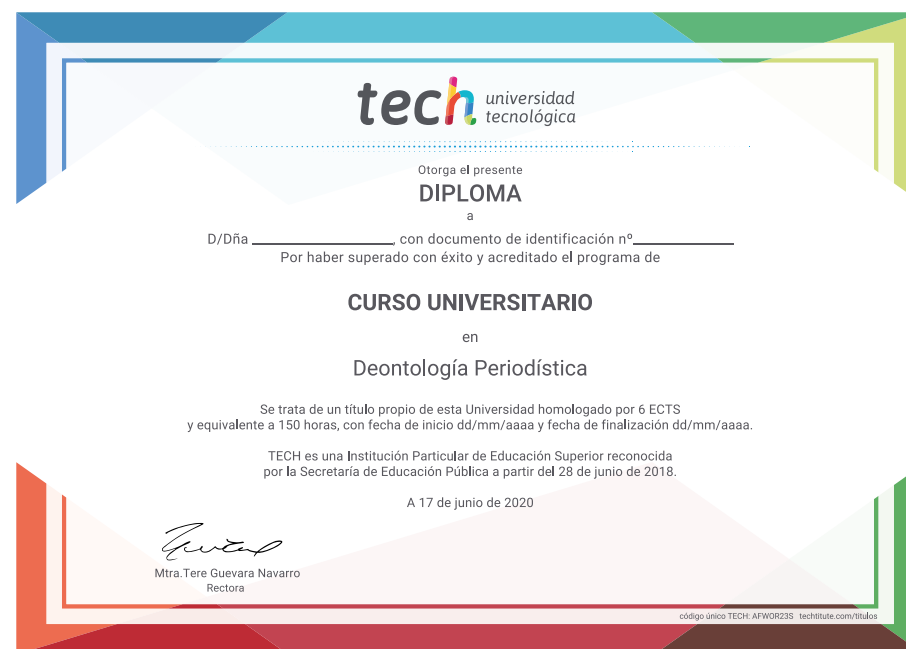 tech universidad
tecnológica
Otorga el presente
DIPLOMA
a
D/Dña ____________________, con documento de identificación nº______________
Por haber superado con éxito y acreditado el programa de
CURSO UNIVERSITARIO
en
Deontología Periodística
Se trata de un título propio de esta Universidad homologado por 6 ECTS
y equivalente a 150 horas, con fecha de inicio dd/mm/aaaa y fecha de finalización dd/mm/aaaa.
TECH es una Institución Particular de Educación Superior reconocida
por la Secretaría de Educación Pública a partir del 28 de junio de 2018.
A 17 de junio de 2020
Mtra.Tere Guevara Navarro
Rectora
código único TECH: AFWOR23S techtitute.com/titulos